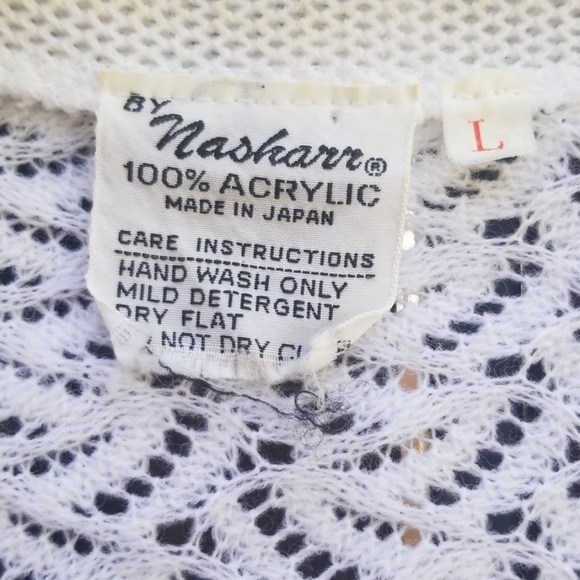 BY
Nasharr®
100% ACRYLIC
MADE IN JAPAN
CARE INSTRUCTIONS
HAND WASH ONLY
MILD DETERGENT
DRY FLAT
NOT DRY
L